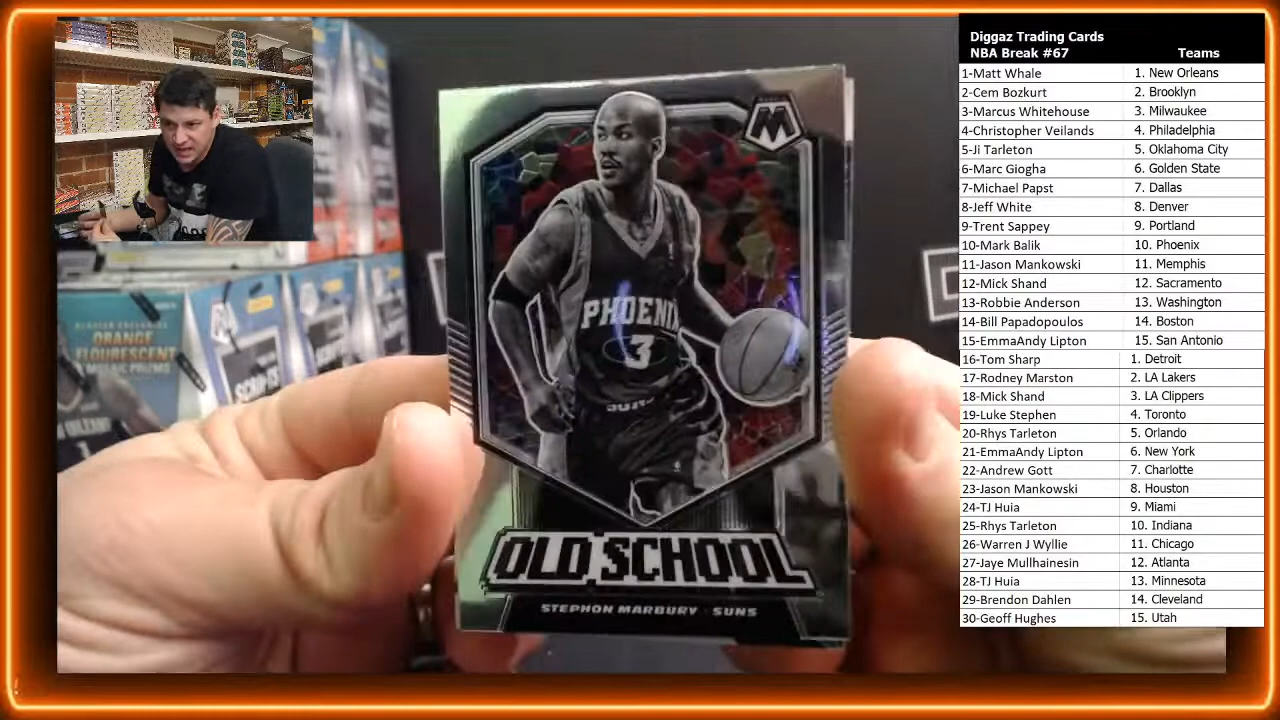 Diggaz Trading Cards
NBA Break #67 Teams
1-Matt Whale 1. New Orleans
2-Cem Bozkurt 2. Brooklyn
3-Marcus Whitehouse 3. Milwaukee
4-Christopher Veilands 4. Philadelphia
5-Ji Tarleton 5. Oklahoma City
6-Marc Giogha 6. Golden State
7-Michael Papst 7. Dallas
8-Jeff White 8. Denver
9-Trent Sappey 9. Portland
10-Mark Balik 10. Phoenix
11-Jason Mankowski 11. Memphis
12-Mick Shand 12. Sacramento
13-Robbie Anderson 13. Washington
14-Bill Papadopoulos 14. Boston
15-EmmaAndy Lipton 15. San Antonio
16-Tom Sharp 1. Detroit
17-Rodney Marston 2. LA Lakers
18-Mick Shand 3. LA Clippers
19-Luke Stephen 4. Toronto
20-Rhys Tarleton 5. Orlando
21-EmmaAndy Lipton 6. New York
22-Andrew Gott 7. Charlotte
23-Jason Mankowski 8. Houston
24-TJ Huia 9. Miami
25-Rhys Tarleton 10. Indiana
26-Warren J Wyllie 11. Chicago
27-Jaye Mullhainesin 12. Atlanta
28-TJ Huia 13. Minnesota
29-Brendon Dahlen 14. Cleveland
30-Geoff Hughes 15. Utah
M
PHOENIX
3
SUNS
OLD SCHOOL
STEPHON MARBURY SUNS
ORANGE
FLOURESCENT
MOSAIC PRIZMS